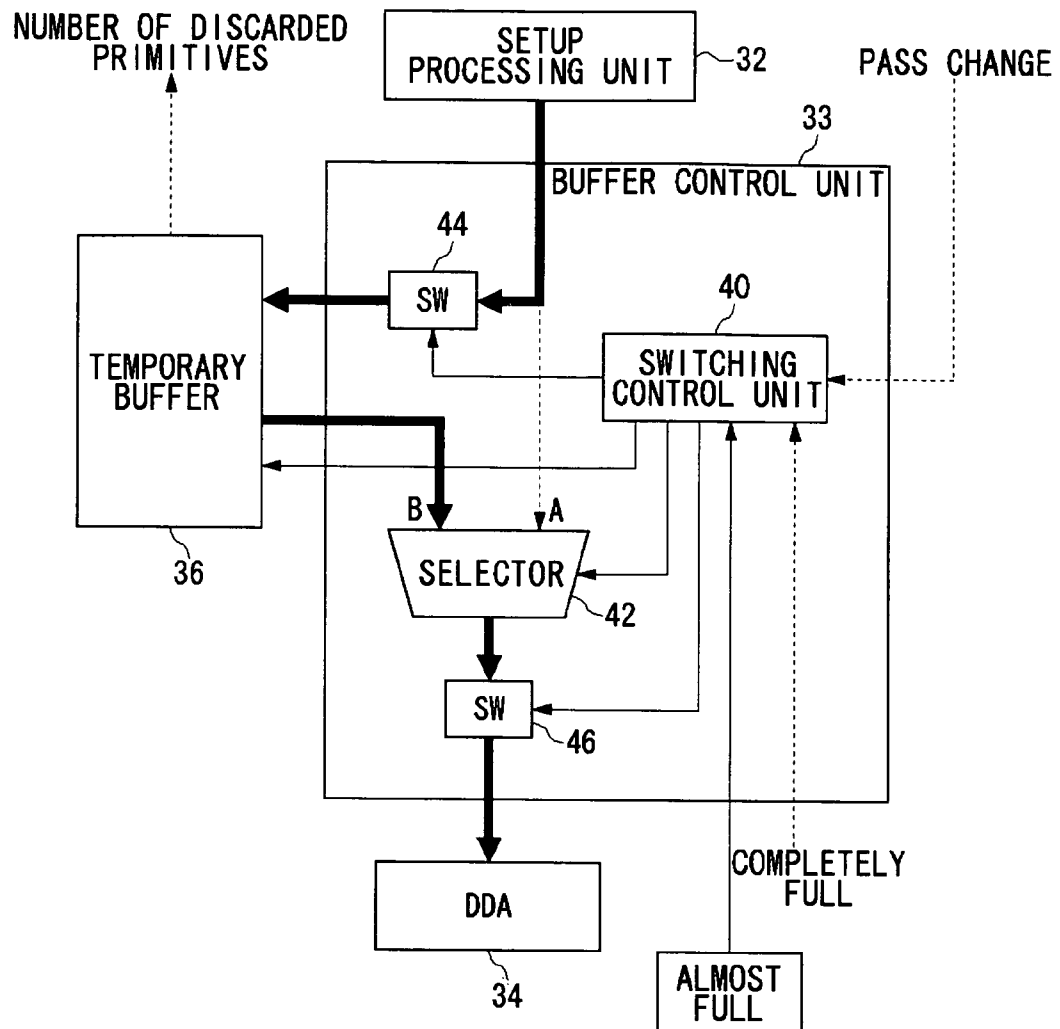 NUMBER OF DISCARDED
PRIMITIVES
SETUP
PROCESSING UNIT
32
PASS CHANGE
33
BUFFER CONTROL UNIT
44
SW
40
SWITCHING
CONTROL UNIT
TEMPORARY
BUFFER
36
B
A
SELECTOR
42
SW
46
DDA
34
COMPLETELY
FULL
ALMOST
FULL